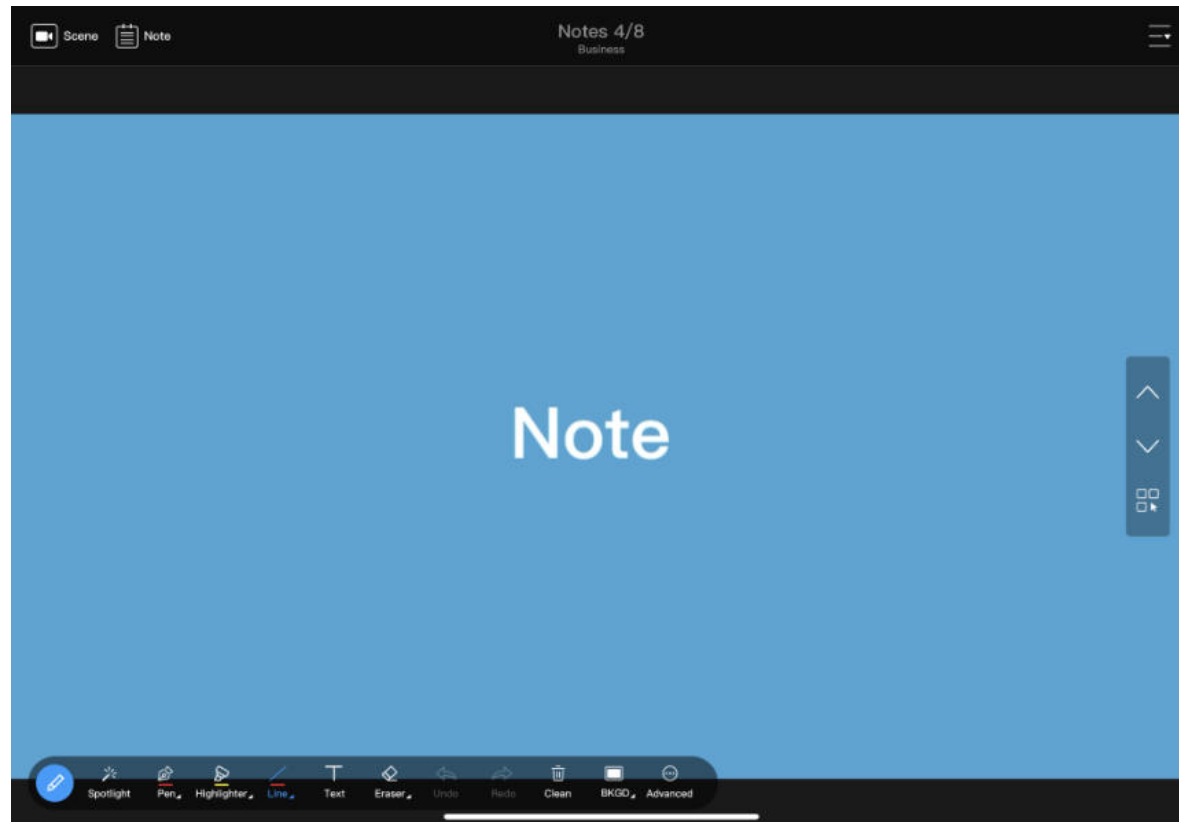 Scene Note Notes 4/8
Business
Note
Spotlight Pen Highlighter Line Text Eraser Undo Redo Clean BKGD Advanced